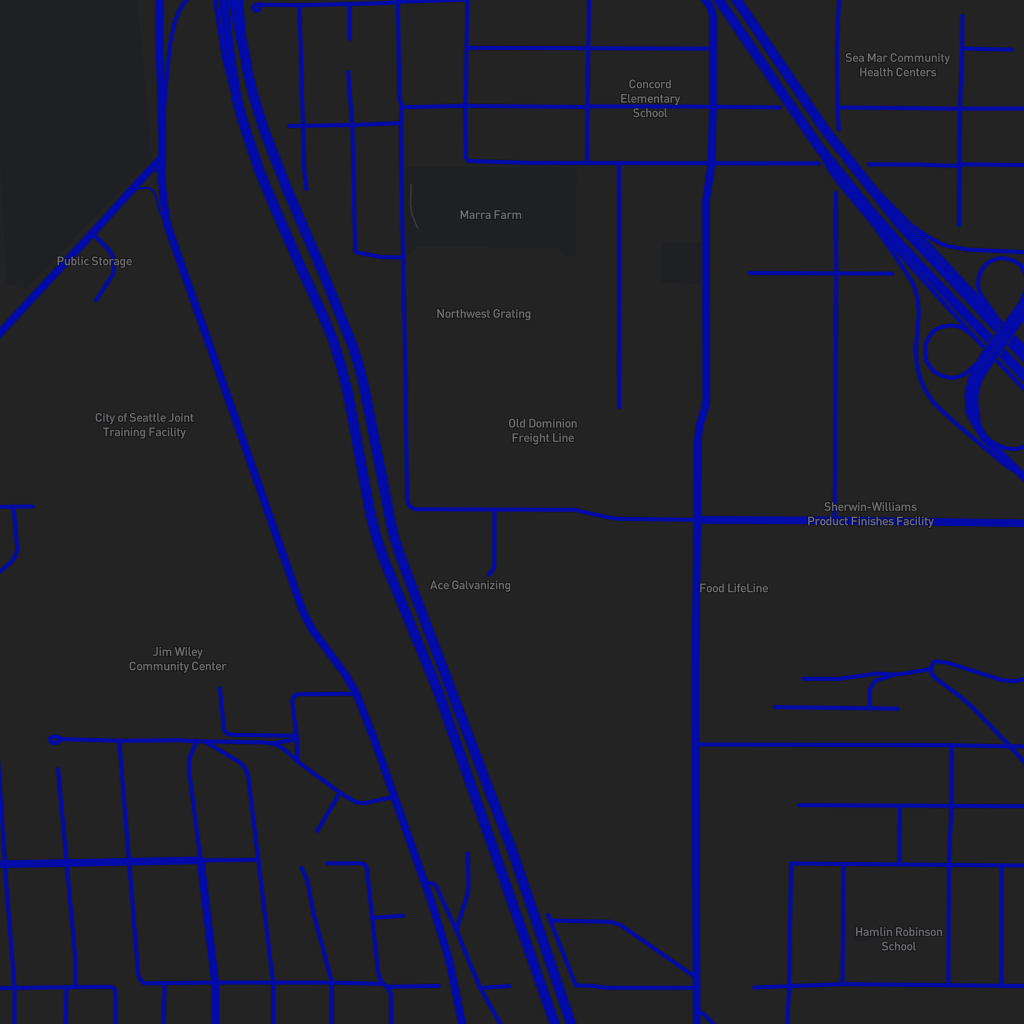 Sea Mar Community
Health Centers
Concord
Elementary
School
Marra Farm
Public Storage
Northwest Grating
City of Seattle Joint
Training Facility
Old Dominion
Freight Line
Sherwin-Williams
Product Finishes Facility
Ace Galvanizing
Food LifeLine
Jim Wiley
Community Center
Hamlin Robinson
School